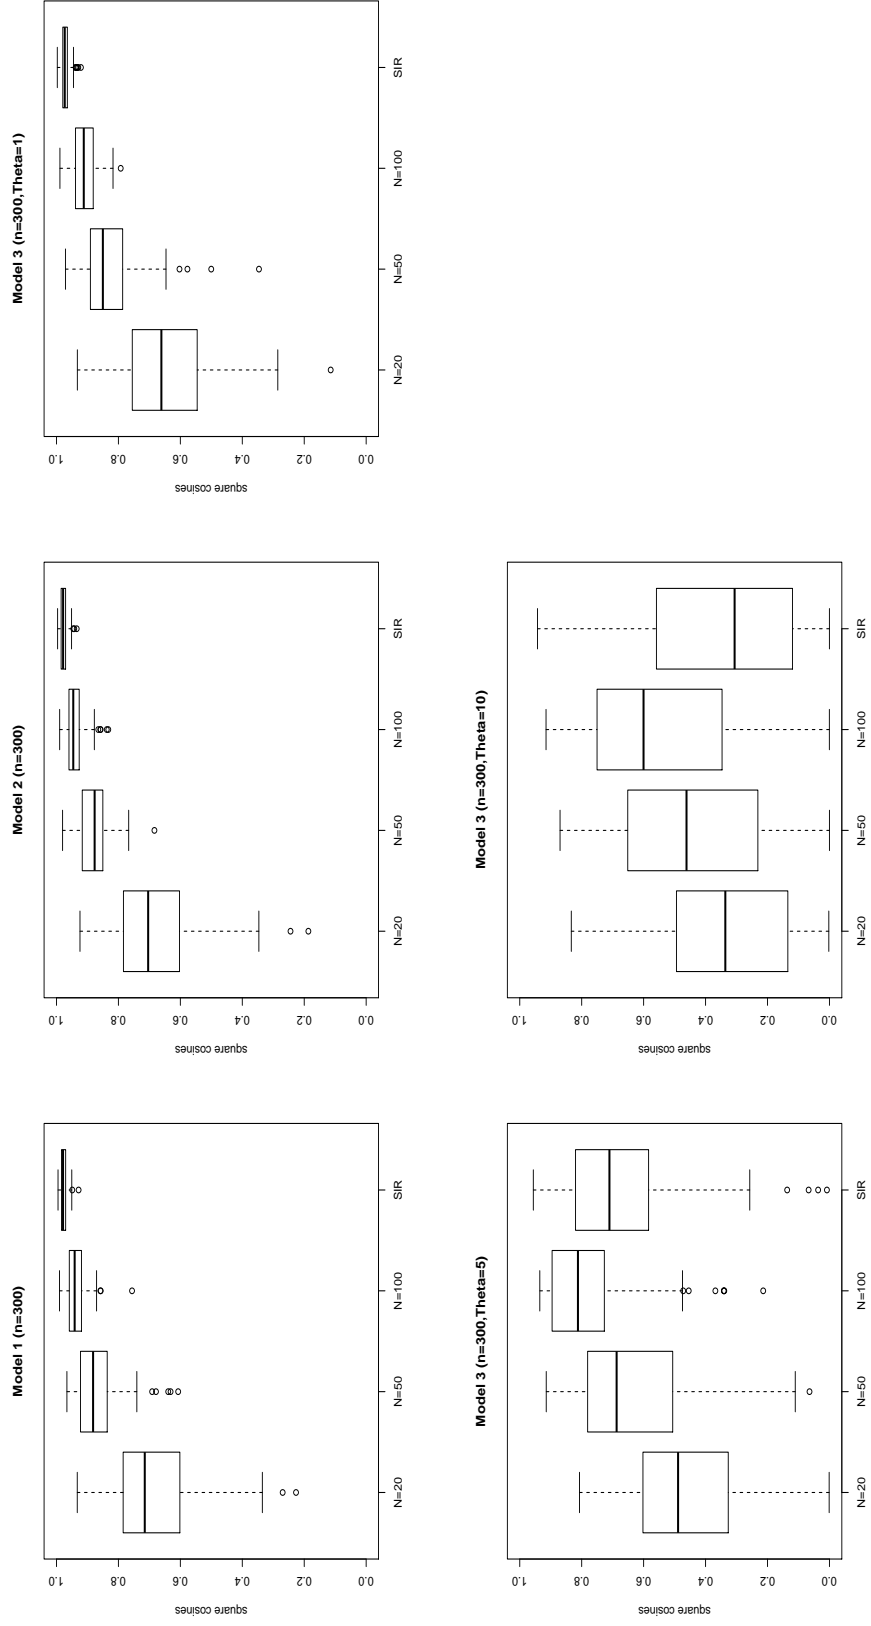 Model 1 (n=300)
square cosines
1.0
0.8
0.6
0.4
0.2
0.0
N=20 N=50 N=100 SIR
Model 2 (n=300)
square cosines
1.0
0.8
0.6
0.4
0.2
0.0
N=20 N=50 N=100 SIR
Model 3 (n=300,Theta=1)
square cosines
1.0
0.8
0.6
0.4
0.2
0.0
N=20 N=50 N=100 SIR
Model 3 (n=300,Theta=5)
square cosines
1.0
0.8
0.6
0.4
0.2
0.0
N=20 N=50 N=100 SIR
Model 3 (n=300,Theta=10)
square cosines
1.0
0.8
0.6
0.4
0.2
0.0
N=20 N=50 N=100 SIR